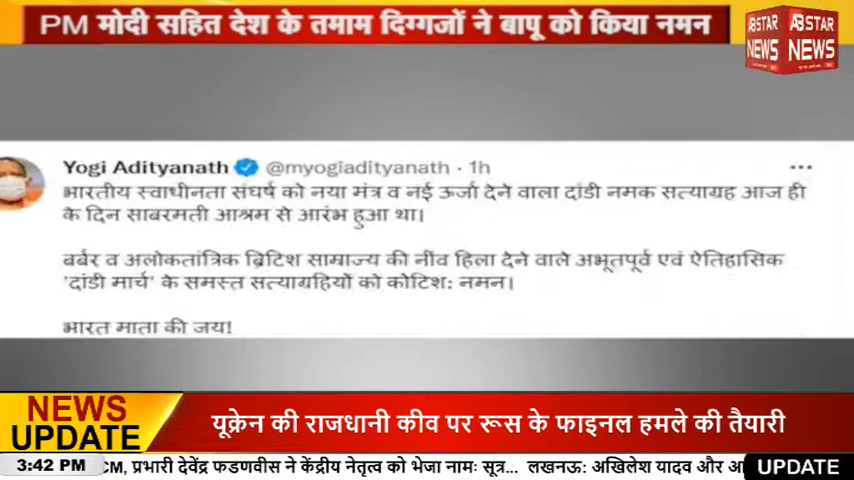 PM मोदी सहित देश के तमाम दिग्गजों ने बापू को किया नमन
AB STAR NEWS
AB STAR NEWS
Yogi Adityanath @myogiadityanath · 1h
भारतीय स्वाधीनता संघर्ष को नया मंत्र व नई ऊर्जा देने वाला दांडी नमक सत्याग्रह आज ही
के दिन साबरमती आश्रम से आरंभ हुआ था।
बर्बर व अलोकतांत्रिक ब्रिटिश साम्राज्य की नींव हिला देने वाले अभूतपूर्व एवं ऐतिहासिक
'दांडी मार्च' के समस्त सत्याग्रहियों को कोटिश: नमन।
भारत माता की जय!
NEWS
UPDATE
यूक्रेन की राजधानी कीव पर रूस के फाइनल हमले की तैयारी
3:42 PM
CM, प्रभारी देवेंद्र फडणवीस ने केंद्रीय नेतृत्व को भेजा नामः सूत्र... लखनऊः अखिलेश यादव और
UPDATE